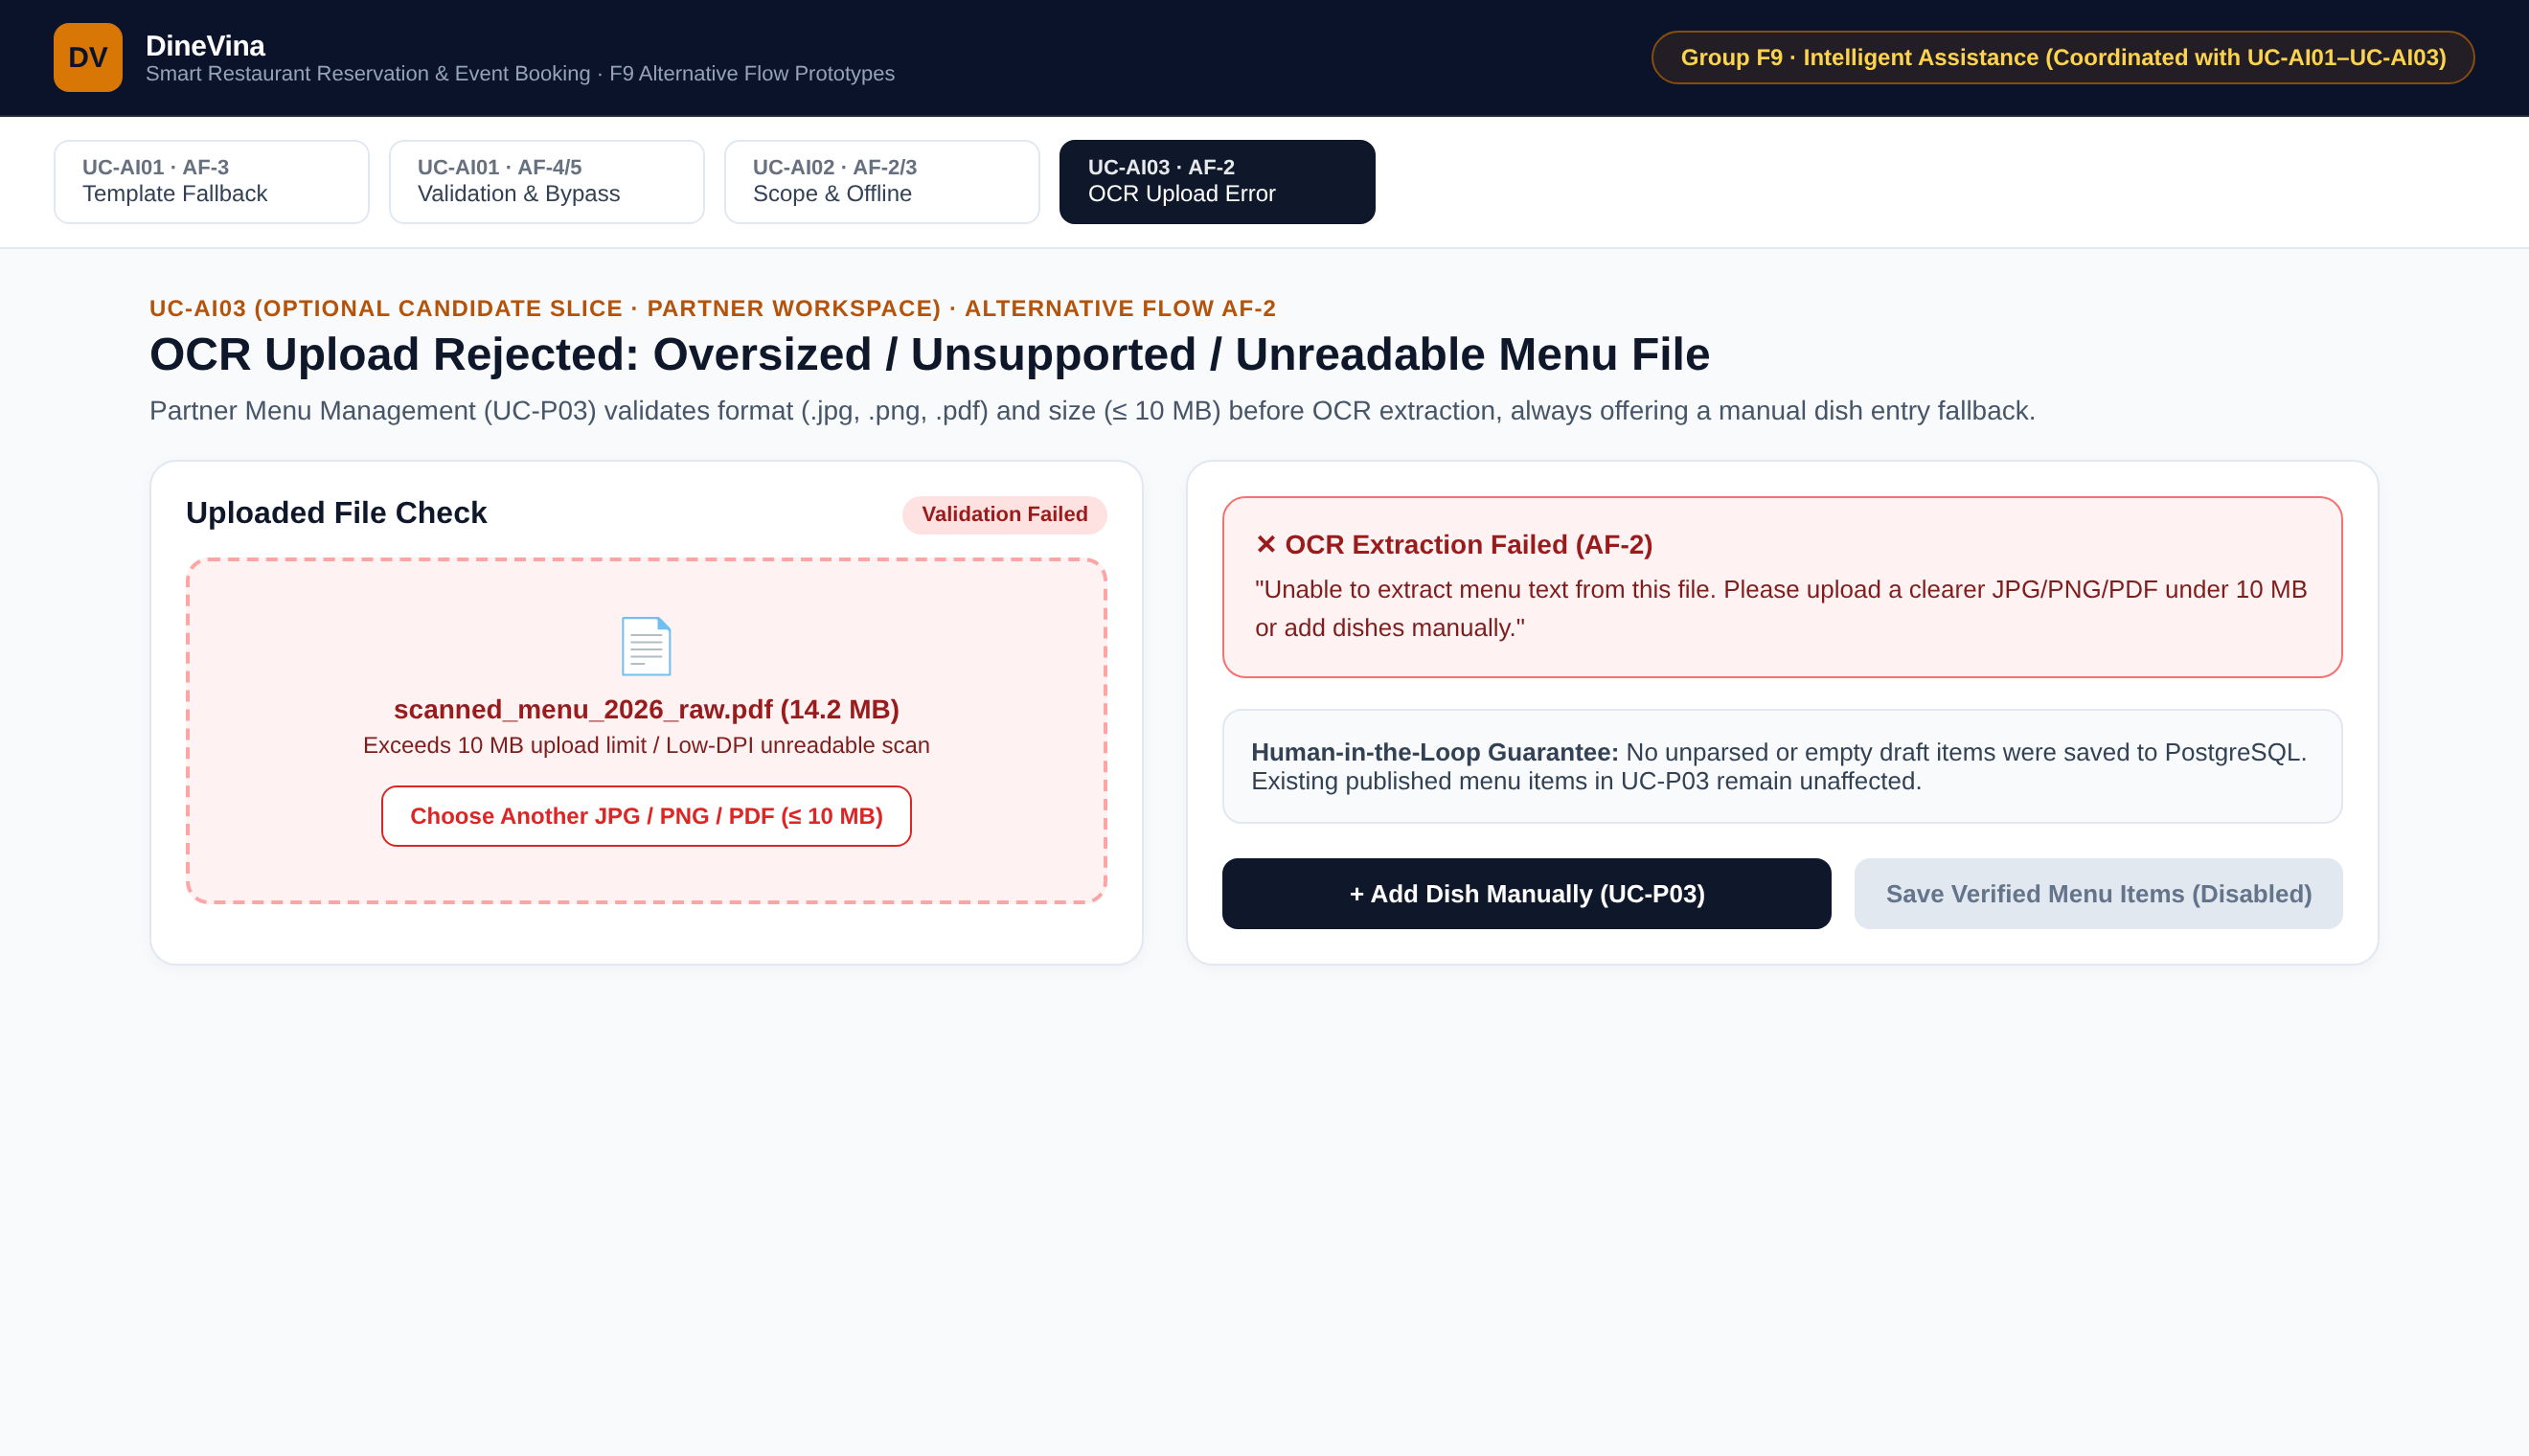 DV
DineVina
Smart Restaurant Reservation & Event Booking · F9 Alternative Flow Prototypes
Group F9 · Intelligent Assistance (Coordinated with UC-AI01–UC-AI03)
UC-AI01 · AF-3
Template Fallback
UC-AI01 · AF-4/5
Validation & Bypass
UC-AI02 · AF-2/3
Scope & Offline
UC-AI03 · AF-2
OCR Upload Error
UC-AI03 (OPTIONAL CANDIDATE SLICE · PARTNER WORKSPACE) · ALTERNATIVE FLOW AF-2
OCR Upload Rejected: Oversized / Unsupported / Unreadable Menu File
Partner Menu Management (UC-P03) validates format (.jpg, .png, .pdf) and size (≤ 10 MB) before OCR extraction, always offering a manual dish entry fallback.
Uploaded File Check
Validation Failed
scanned_menu_2026_raw.pdf (14.2 MB)
Exceeds 10 MB upload limit / Low-DPI unreadable scan
Choose Another JPG / PNG / PDF (≤ 10 MB)
✕ OCR Extraction Failed (AF-2)
"Unable to extract menu text from this file. Please upload a clearer JPG/PNG/PDF under 10 MB
or add dishes manually."
Human-in-the-Loop Guarantee: No unparsed or empty draft items were saved to PostgreSQL.
Existing published menu items in UC-P03 remain unaffected.
+ Add Dish Manually (UC-P03)
Save Verified Menu Items (Disabled)